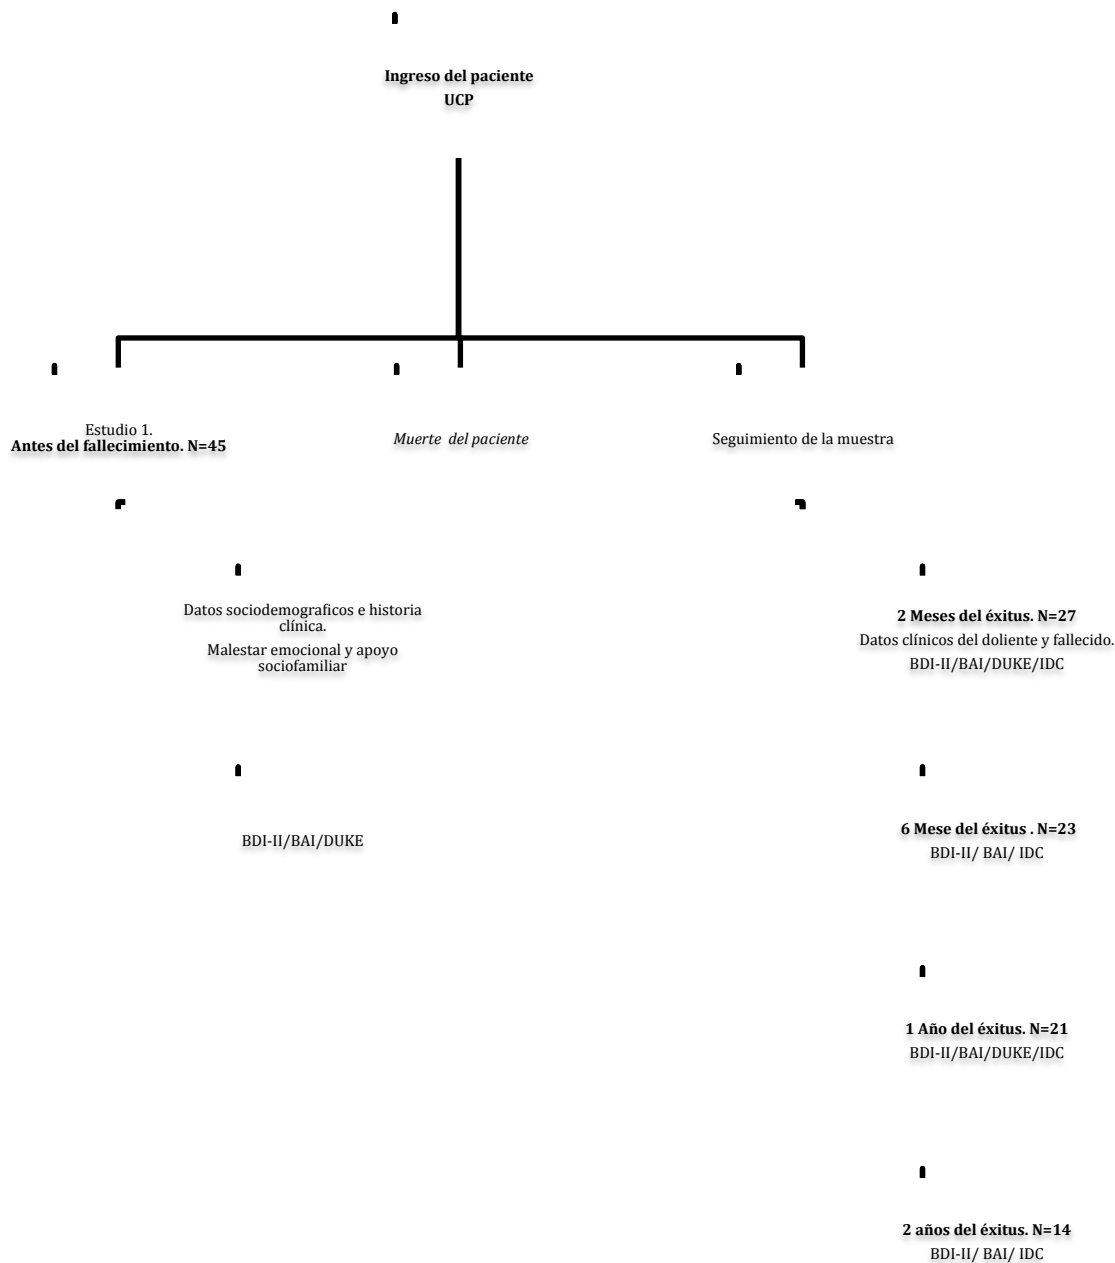 Ingreso del paciente
UCP
Estudio 1.
Antes del fallecimiento. N=45
Muerte del paciente
Seguimiento de la muestra
Datos sociodemograficos e historia
clínica.
Malestar emocional y apoyo
sociofamiliar
BDI-II/BAI/DUKE
2 Meses del éxitus. N=27
Datos clínicos del doliente y fallecido.
BDI-II/BAI/DUKE/IDC
6 Mese del éxitus . N=23
BDI-II/ BAI/ IDC
1 Año del éxitus. N=21
BDI-II/BAI/DUKE/IDC
2 años del éxitus. N=14
BDI-II/ BAI/ IDC